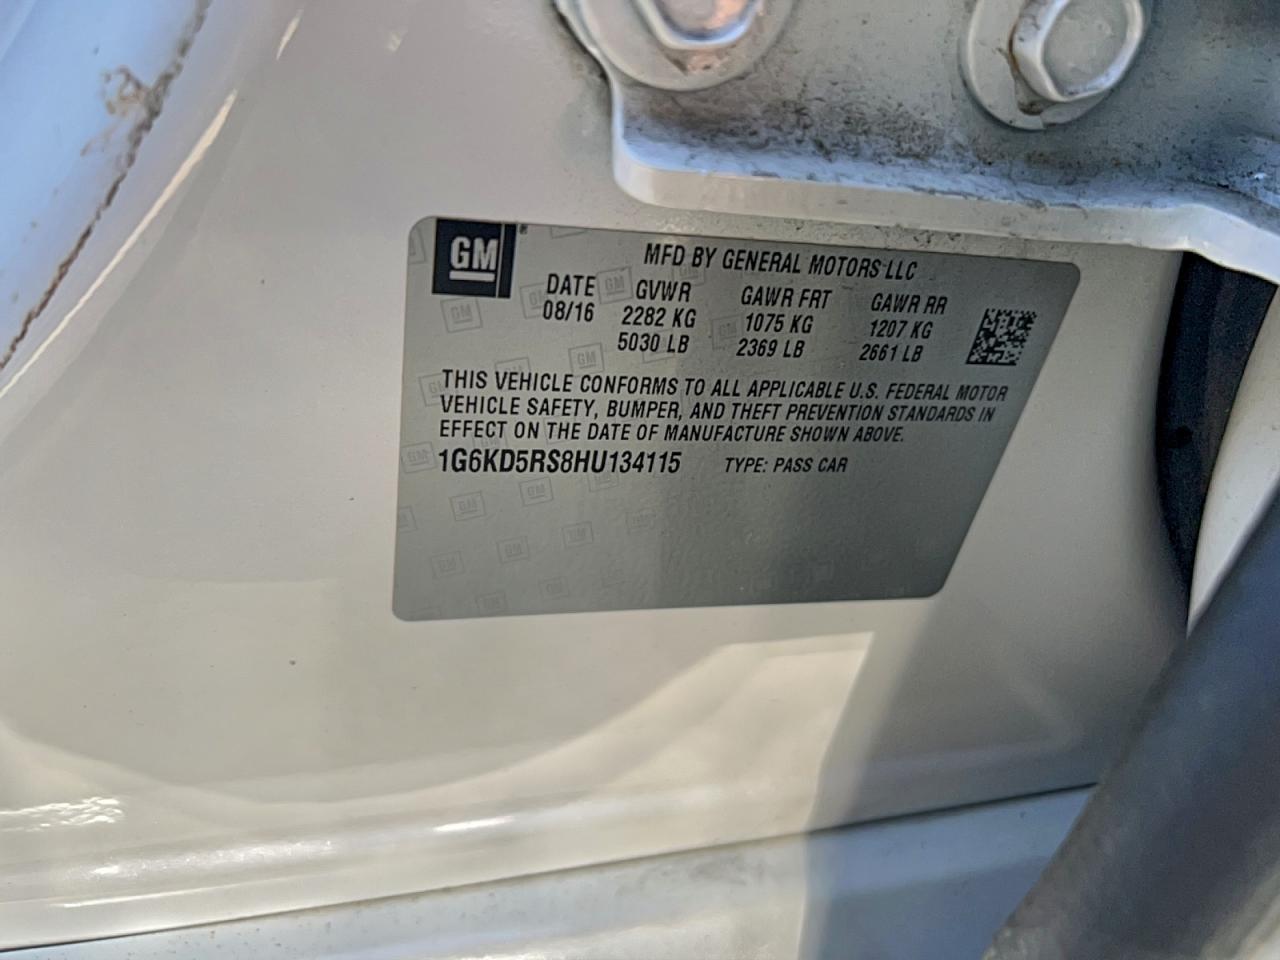 GM
MFD BY GENERAL MOTORS LLC
DATE GVWR GAWR FRT GAWR RR
08/16 2282 KG 1075 KG 1207 KG
5030 LB 2369 LB 2661 LB
THIS VEHICLE CONFORMS TO ALL APPLICABLE U.S. FEDERAL MOTOR
VEHICLE SAFETY, BUMPER, AND THEFT PREVENTION STANDARDS IN
EFFECT ON THE DATE OF MANUFACTURE SHOWN ABOVE.
1G6KD5RS8HU134115 TYPE: PASS CAR